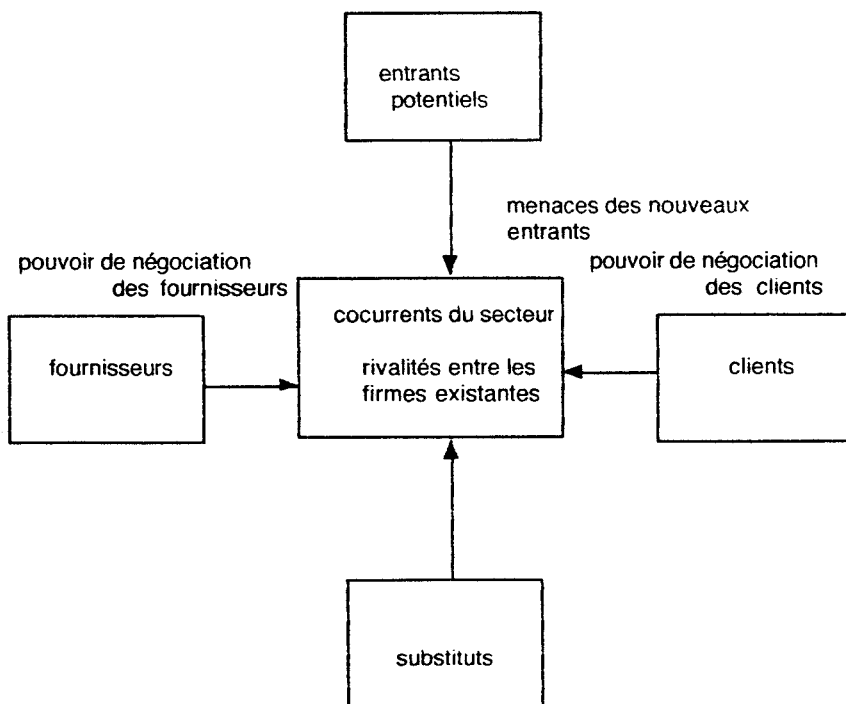 entrants
potentiels
menaces des nouveaux
entrants
pouvoir de négociation
des fournisseurs
pouvoir de négociation
des clients
cocurrents du secteur
rivalités entre les
firmes existantes
fournisseurs
clients
substituts